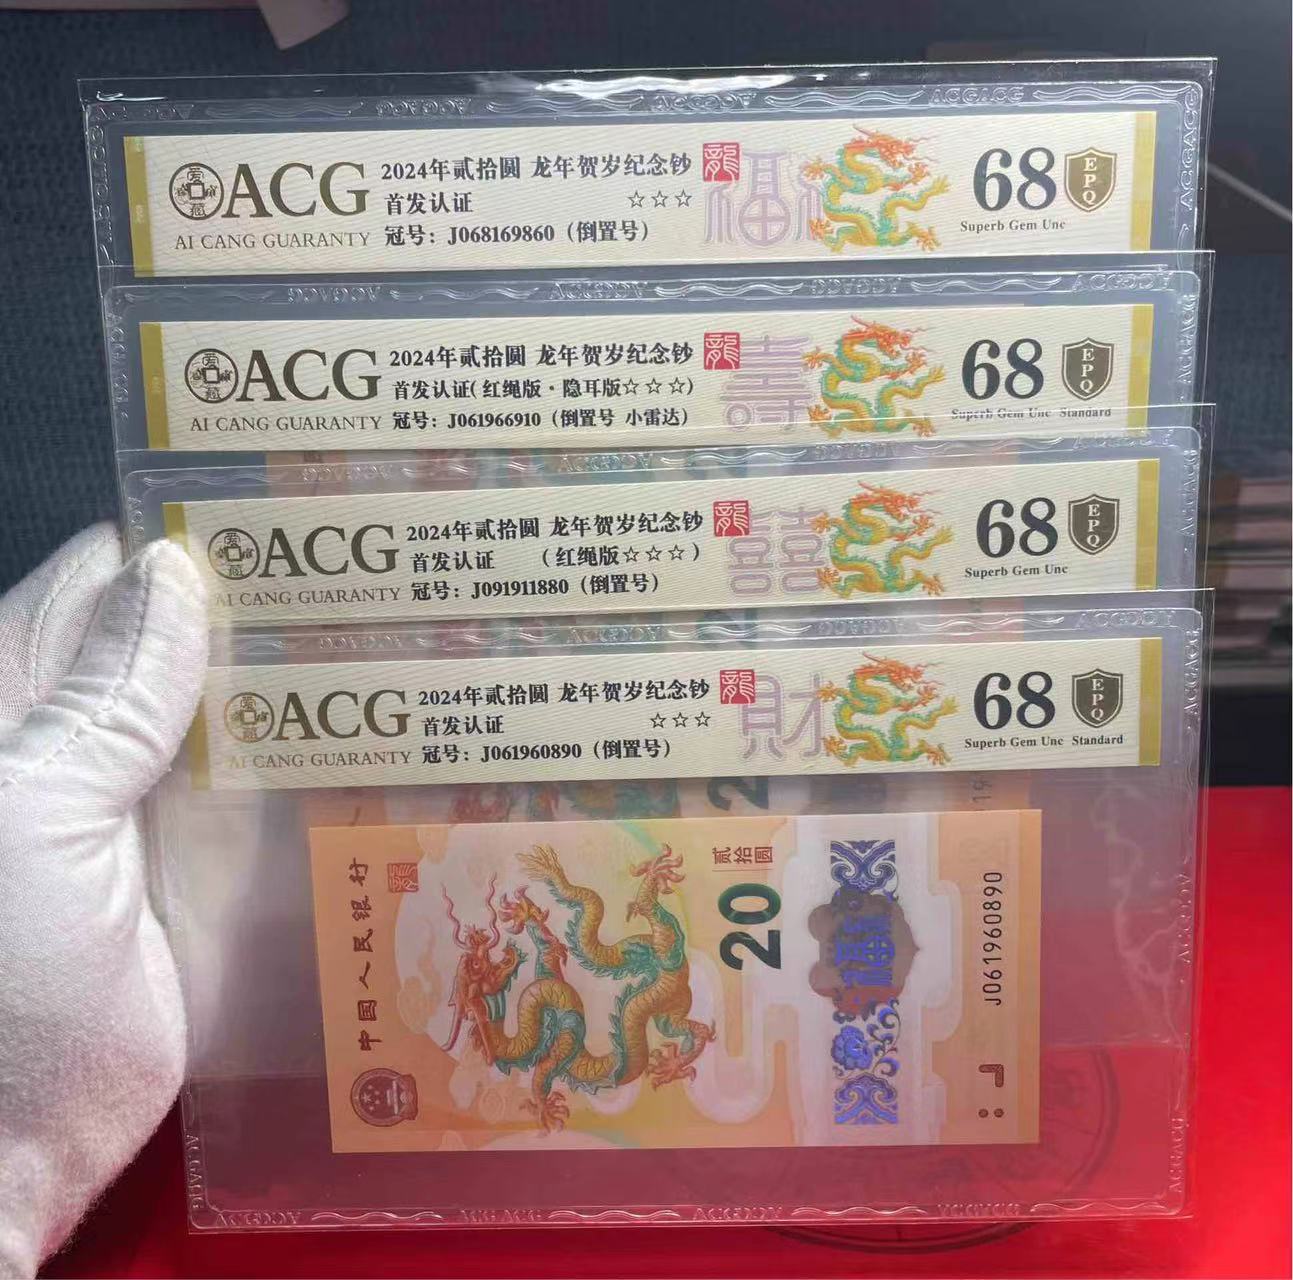 ACG
AI CANG GUARANTY
2024年贰拾圆 龙年贺岁纪念钞
首发认证 ☆☆☆
冠号：J068169860（倒置号）
龍
福
68
EPQ
Superb Gem Unc
ACG
AI CANG GUARANTY
2024年贰拾圆 龙年贺岁纪念钞
首发认证(红绳版·隐耳版☆☆☆)
冠号：J061966910（倒置号 小雷达）
龍
壽
68
EPQ
Superb Gem Unc Standard
ACG
AI CANG GUARANTY
2024年贰拾圆 龙年贺岁纪念钞
首发认证 （红绳版☆☆☆）
冠号：J091911880（倒置号）
龍
囍
68
EPQ
Superb Gem Unc
ACG
AI CANG GUARANTY
2024年贰拾圆 龙年贺岁纪念钞
首发认证 ☆☆☆
冠号：J061960890（倒置号）
龍
財
68
EPQ
Superb Gem Unc Standard
中国人民银行
贰拾圆
20
福
J061960890